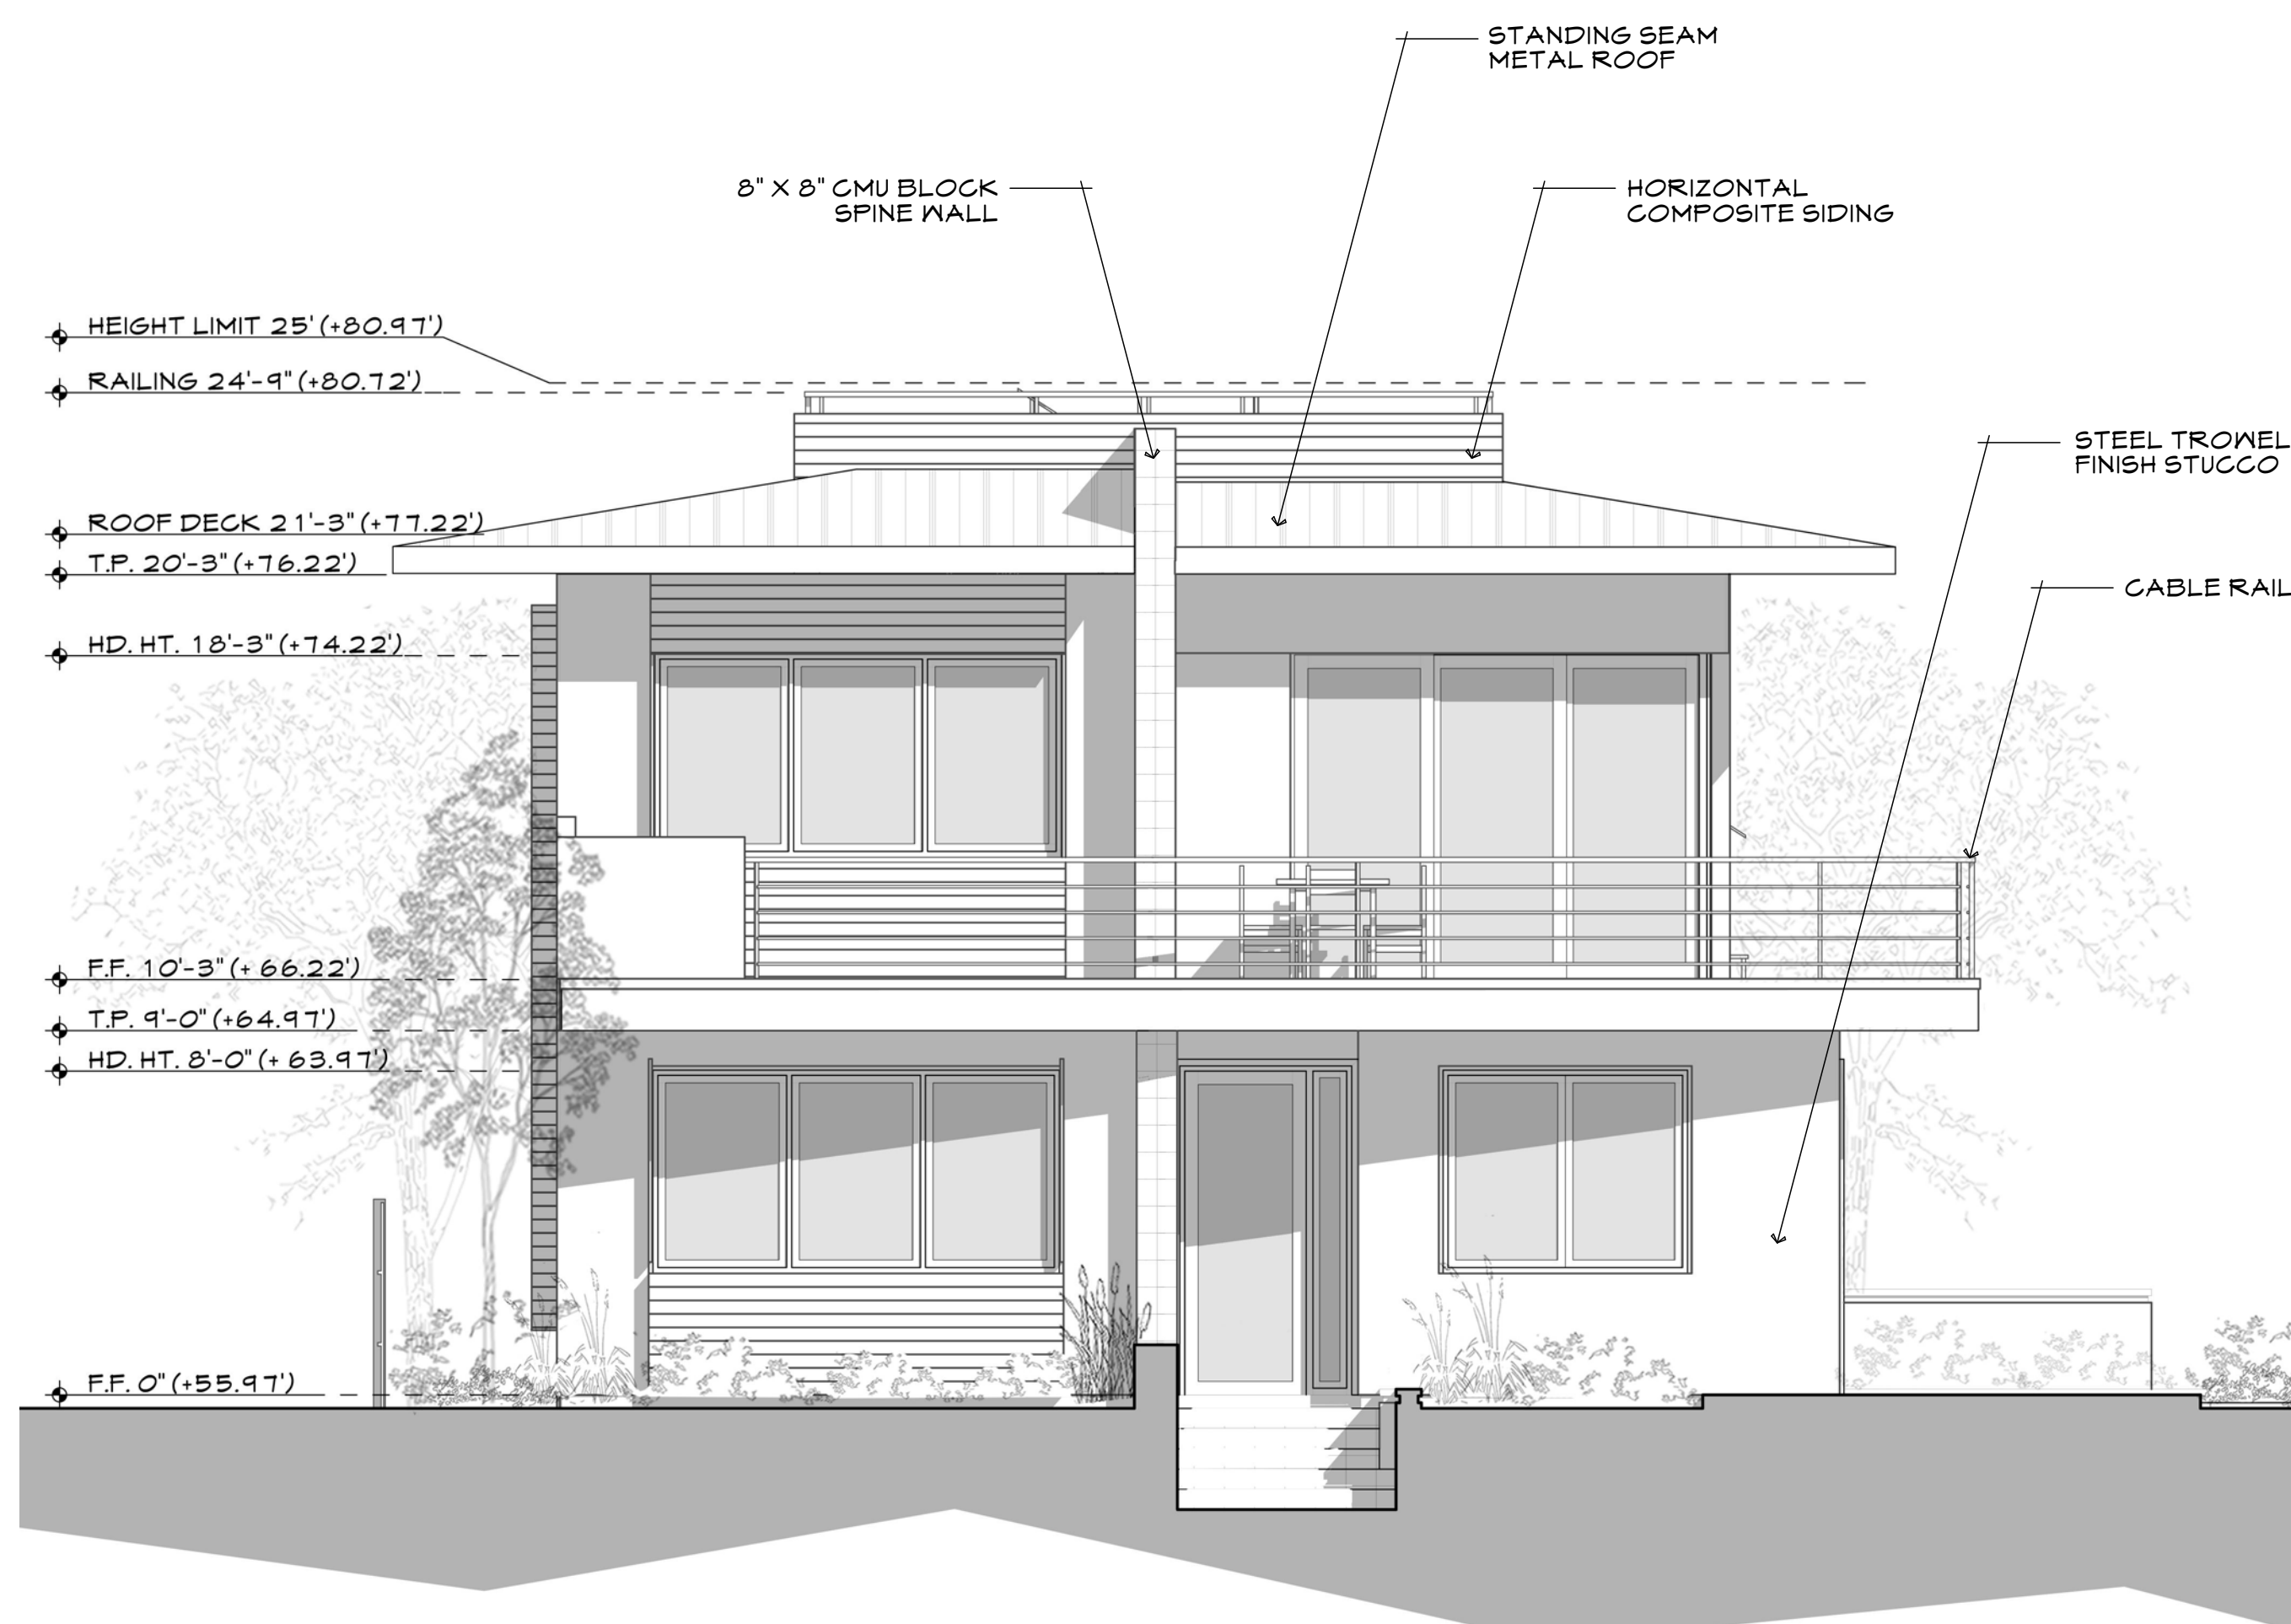 STANDING SEAM
METAL ROOF
8" X 8" CMU BLOCK
SPINE WALL
HORIZONTAL
COMPOSITE SIDING
HEIGHT LIMIT 25' (+80.97')
RAILING 24'-9" (+80.72')
STEEL TROWEL
FINISH STUCCO
ROOF DECK 21'-3" (+77.22')
T.P. 20'-3" (+76.22')
CABLE RAIL
HD. HT. 18'-3" (+74.22')
F.F. 10'-3" (+ 66.22')
T.P. 9'-0" (+64.97')
HD. HT. 8'-0" (+ 63.97')
F.F. 0" (+55.97')